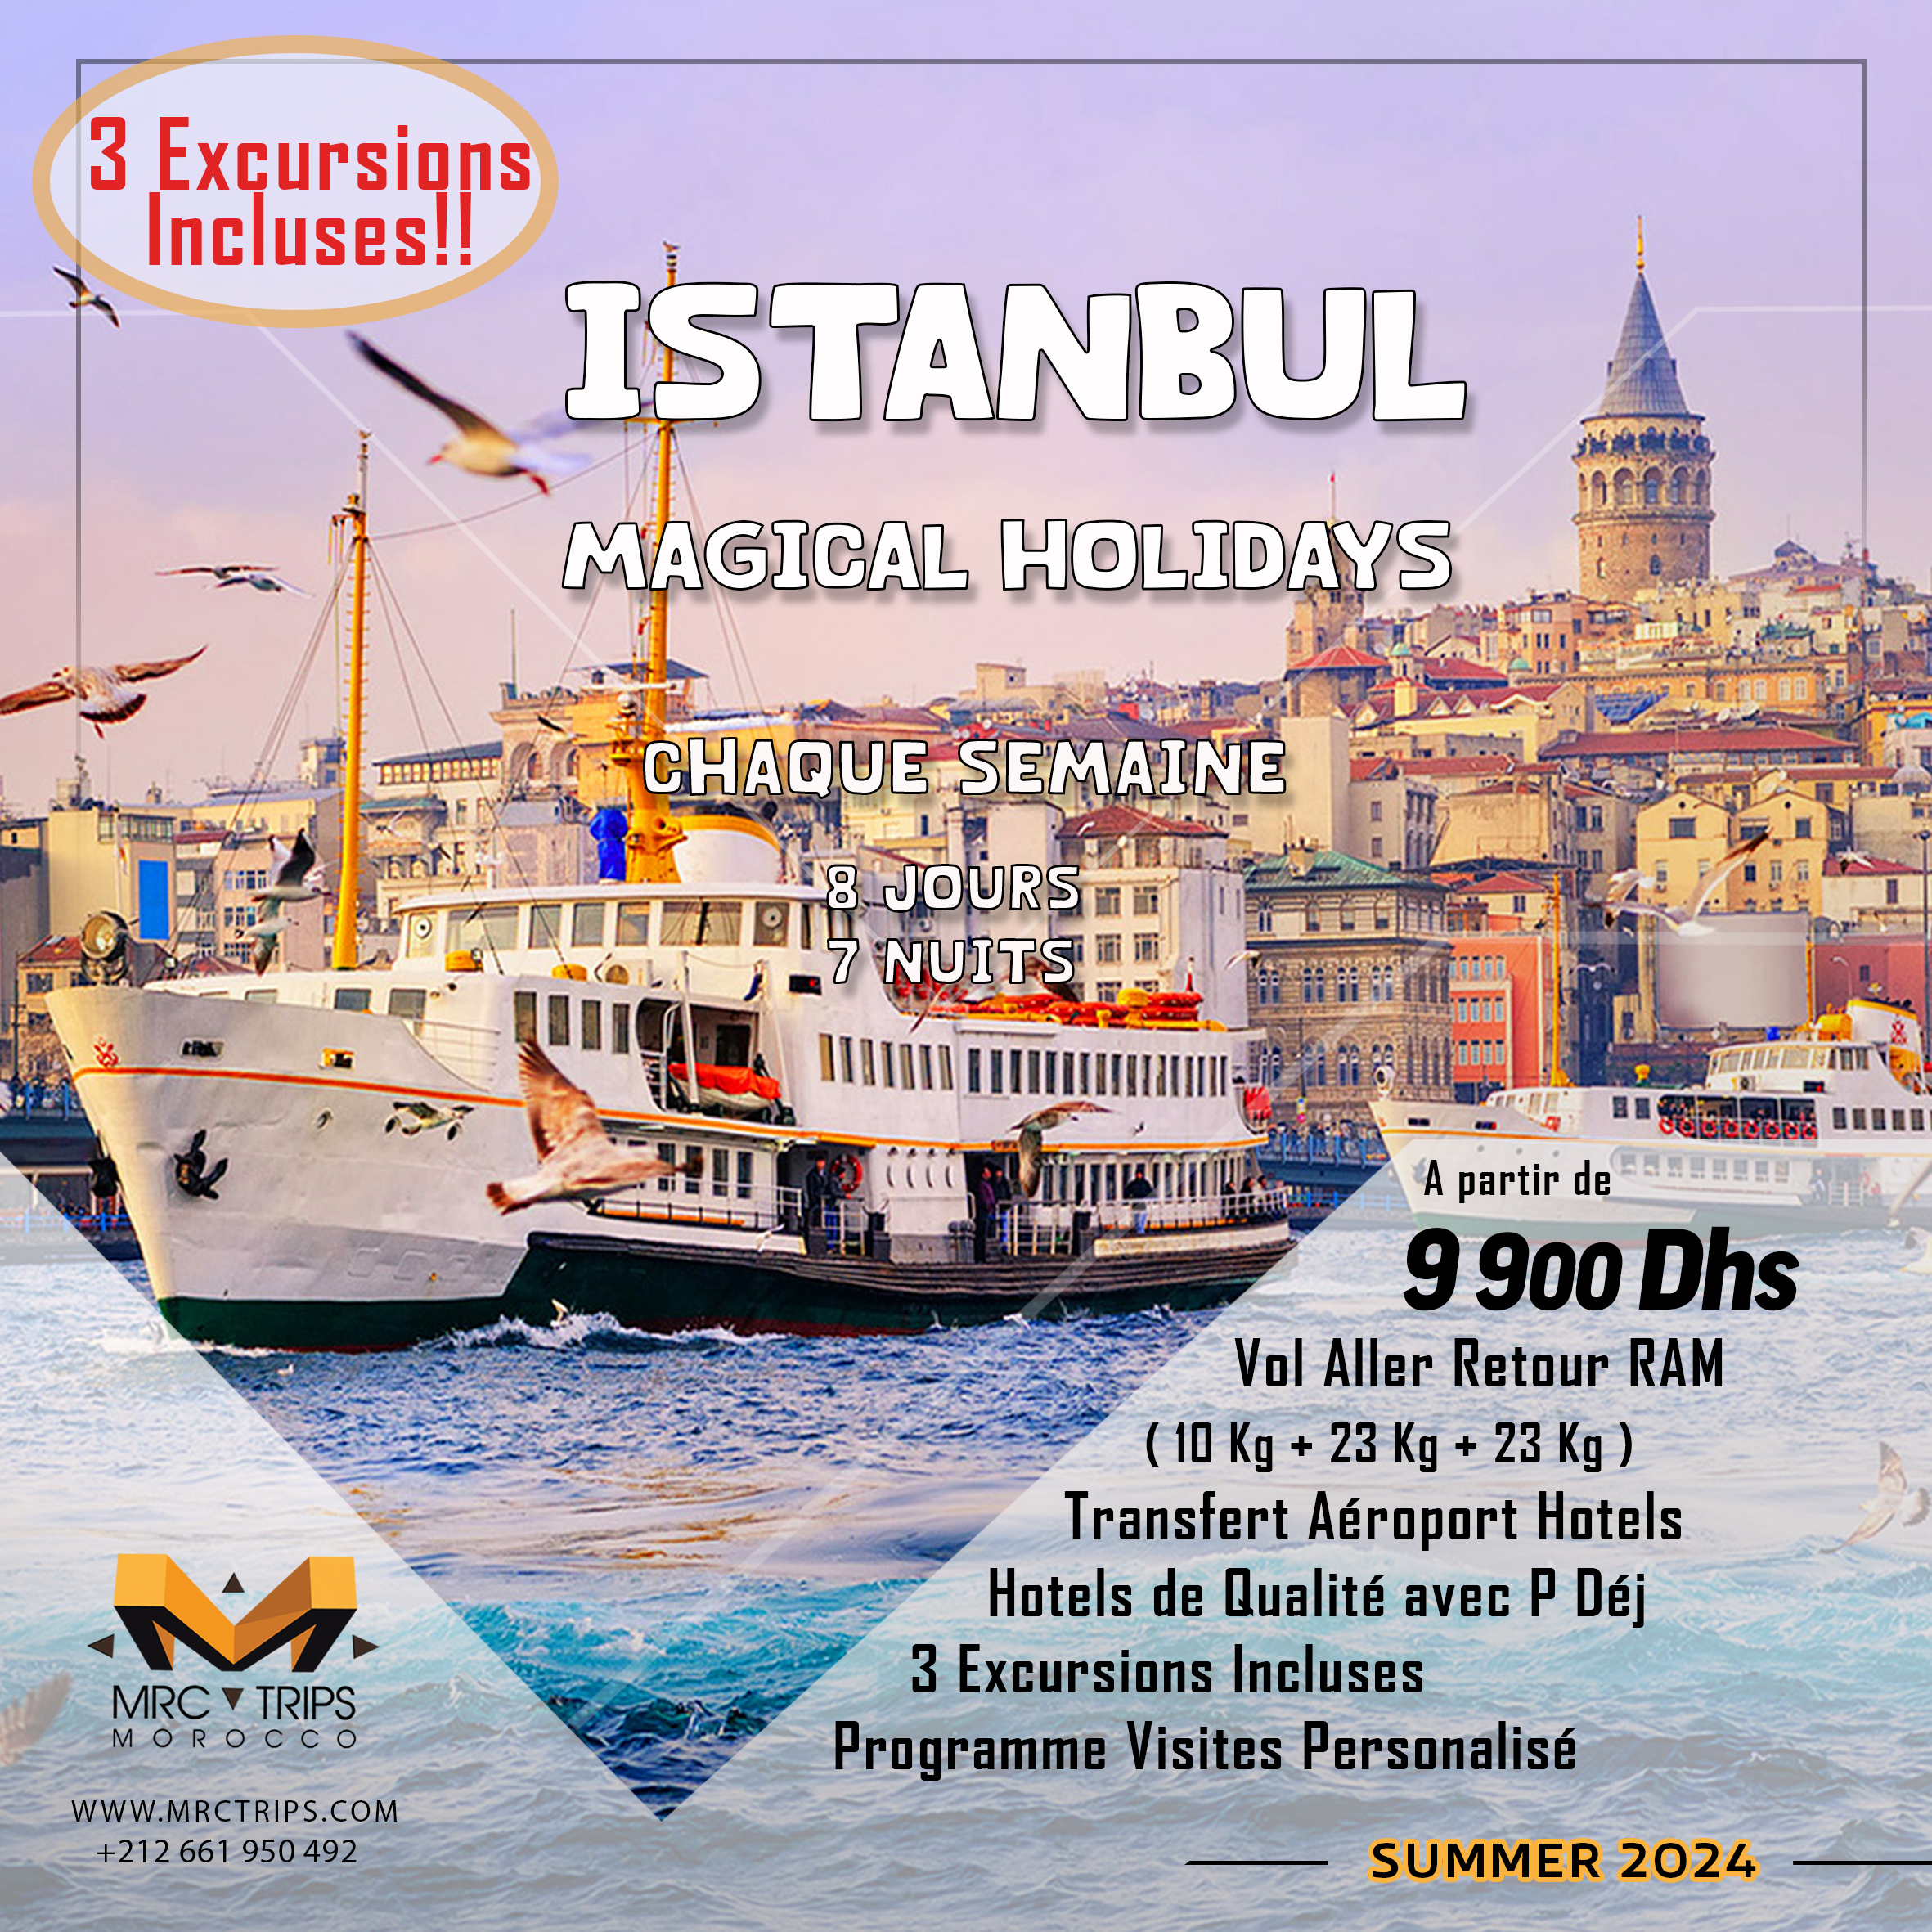 3 Excursions
Incluses!!
ISTANBUL
MAGICAL HOLIDAYS
CHAQUE SEMAINE
8 JOURS
7 NUITS
A partir de
9 900 Dhs
Vol Aller Retour RAM
( 10 Kg + 23 Kg + 23 Kg )
Transfert Aéroport Hotels
Hotels de Qualité avec P Déj
3 Excursions Incluses
Programme Visites Personalisé
MRC TRIPS
MOROCCO
WWW.MRCTRIPS.COM
+212 661 950 492
SUMMER 2024